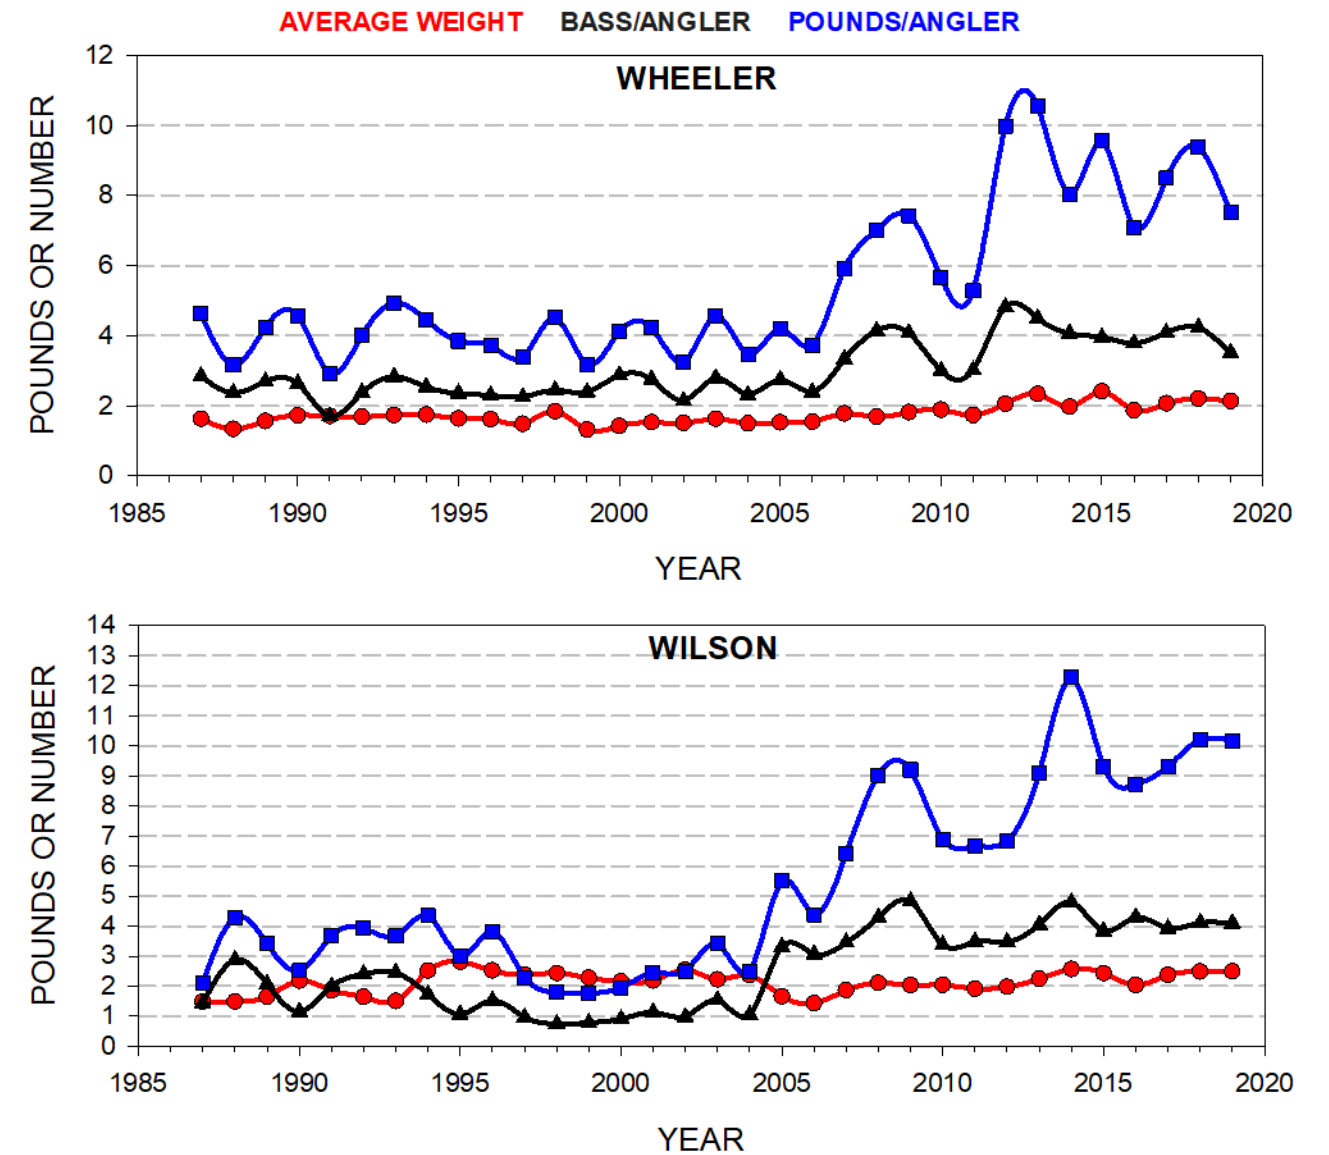 AVERAGE WEIGHT BASS/ANGLER POUNDS/ANGLER
WHEELER
POUNDS OR NUMBER
12
10
8
6
4
2
0
1985 1990 1995 2000 2005 2010 2015 2020
YEAR
WILSON
POUNDS OR NUMBER
14
13
12
11
10
9
8
7
6
5
4
3
2
1
0
1985 1990 1995 2000 2005 2010 2015 2020
YEAR